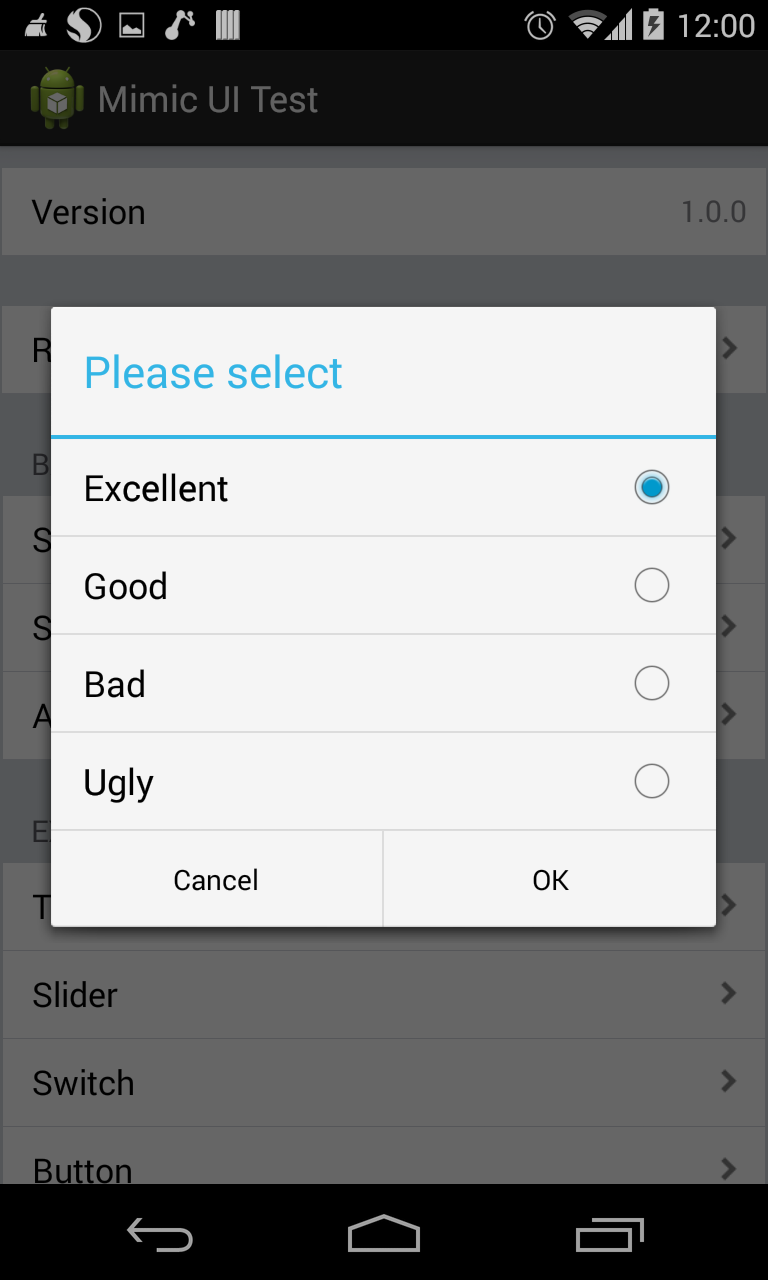 12:00
Mimic UI Test
Version 1.0.0
R
Please select
B
Excellent
S
Good
S
Bad
A
Ugly
E
Cancel OK
T
Slider
Switch
Button